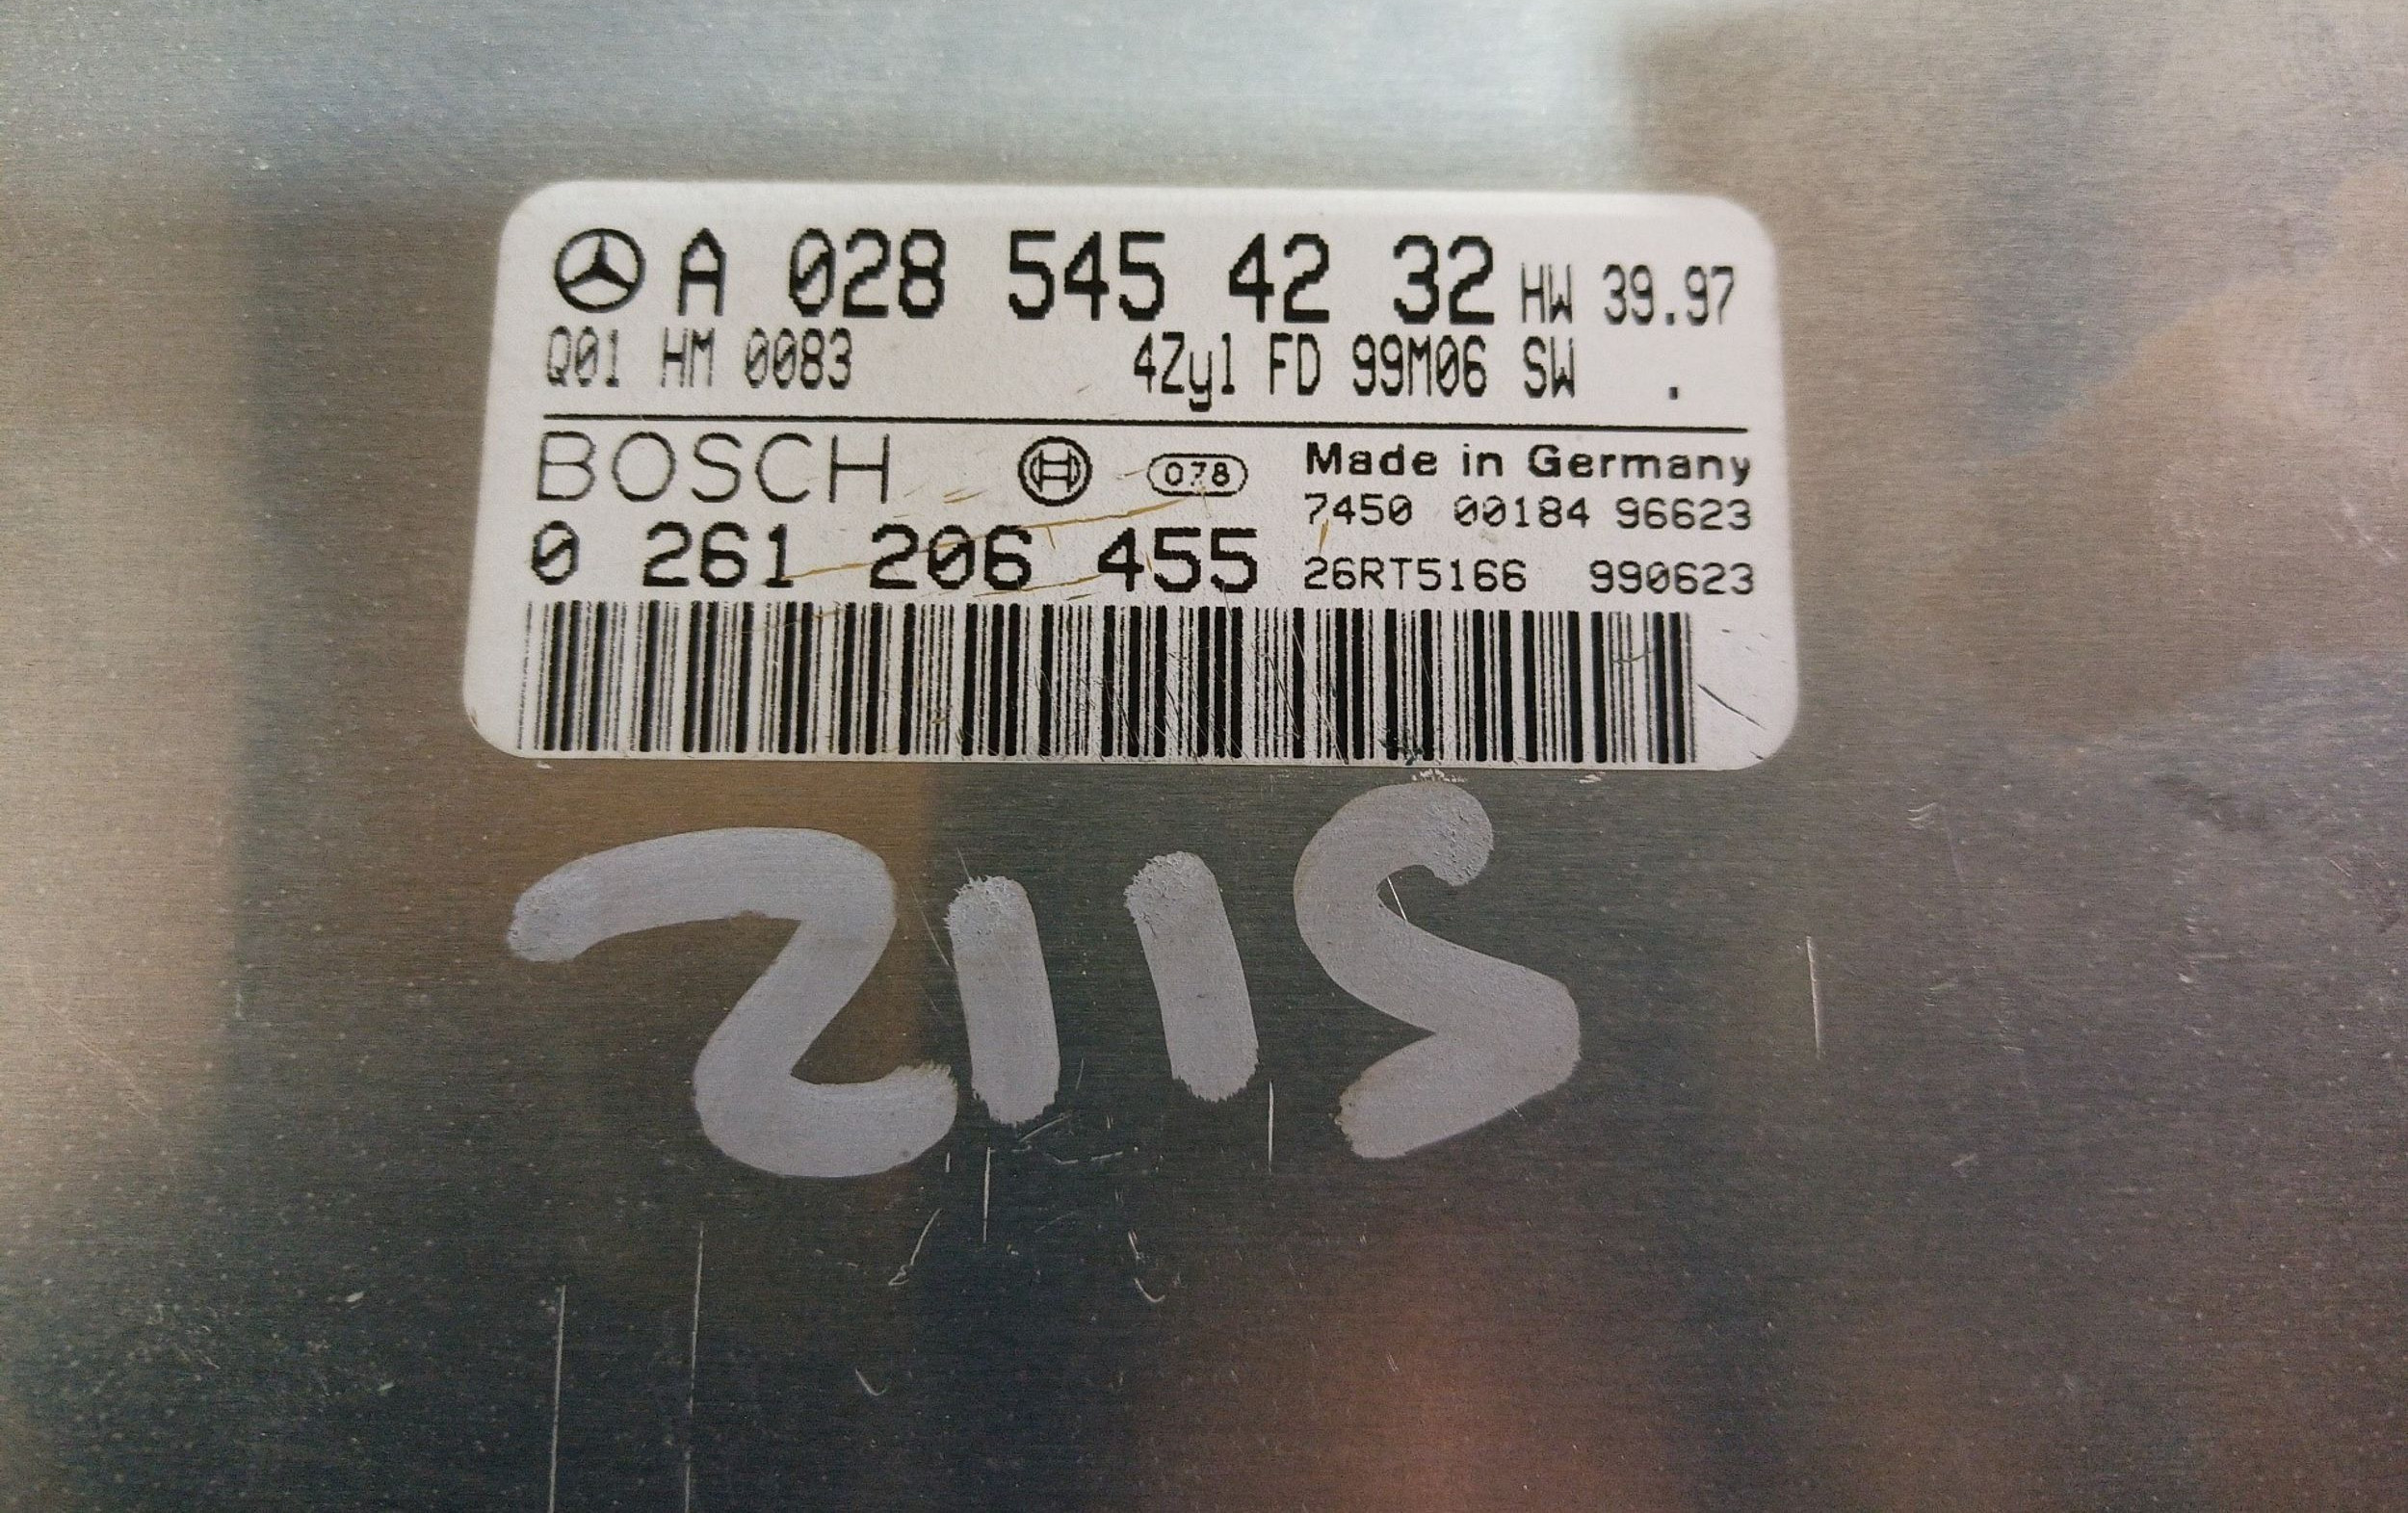 A 028 545 42 32 HW 39.97
Q01 HM 0083 4Zyl FD 99M06 SW .
BOSCH 078 Made in Germany
7450 00184 96623
0 261 206 455 26RT5166 990623
211S